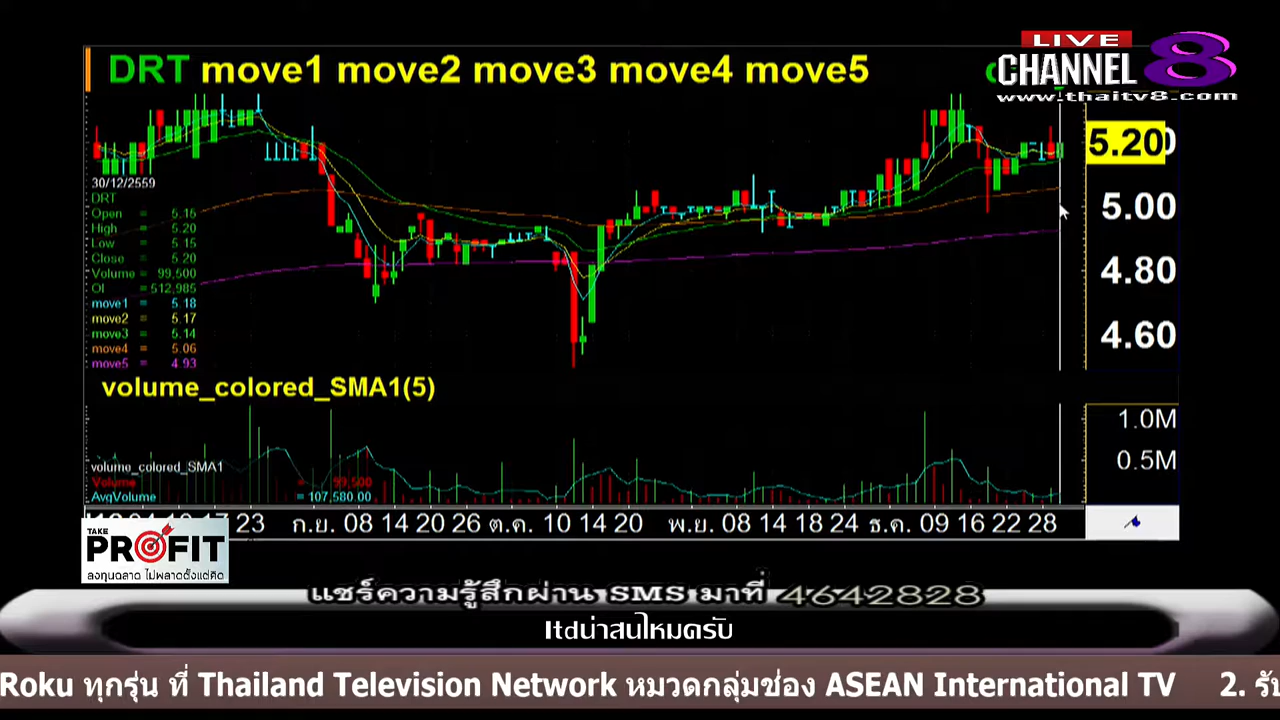 LIVE
CHANNEL 8
www.thaitv8.com
DRT move1 move2 move3 move4 move5
5.20
5.00
4.80
4.60
30/12/2559
DRT
Open = 5.15
High = 5.20
Low = 5.15
Close = 5.20
Volume = 99,500
OI = 512,985
move1 = 5.18
move2 = 5.17
move3 = 5.14
move4 = 5.06
move5 = 4.93
volume_colored_SMA1(5)
1.0M
0.5M
volume_colored_SMA1
Volume = 99,500
AvgVolume = 107,580.00
23 ก.ย. 08 14 20 26 ต.ค. 10 14 20 พ.ย. 08 14 18 24 ธ.ค. 09 16 22 28
TAKE
PROFIT
ลงทุนฉลาด ไม่พลาดตั้งแต่คิด
แชร์ความรู้สึกผ่าน SMS มาที่ 4642828
ltdน่าสนไหมครับ
Roku ทุกรุ่น ที่ Thailand Television Network หมวดกลุ่มช่อง ASEAN International TV 2. รับ